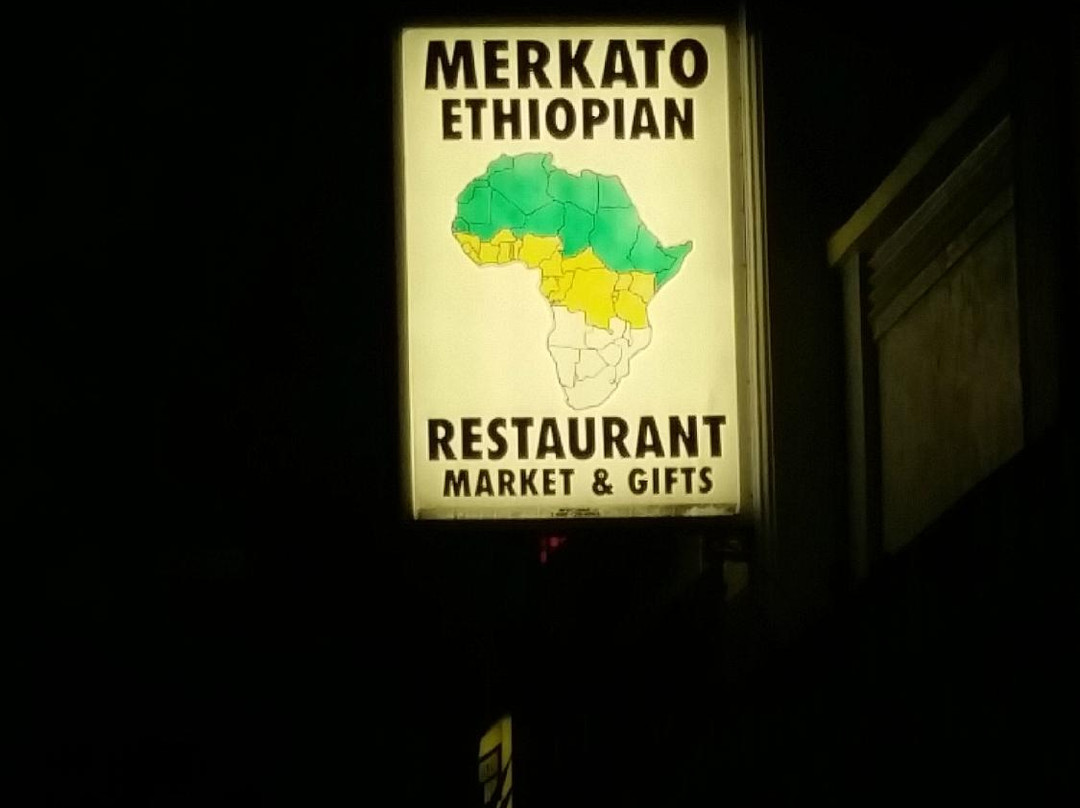 MERKATO
ETHIOPIAN
RESTAURANT
MARKET & GIFTS